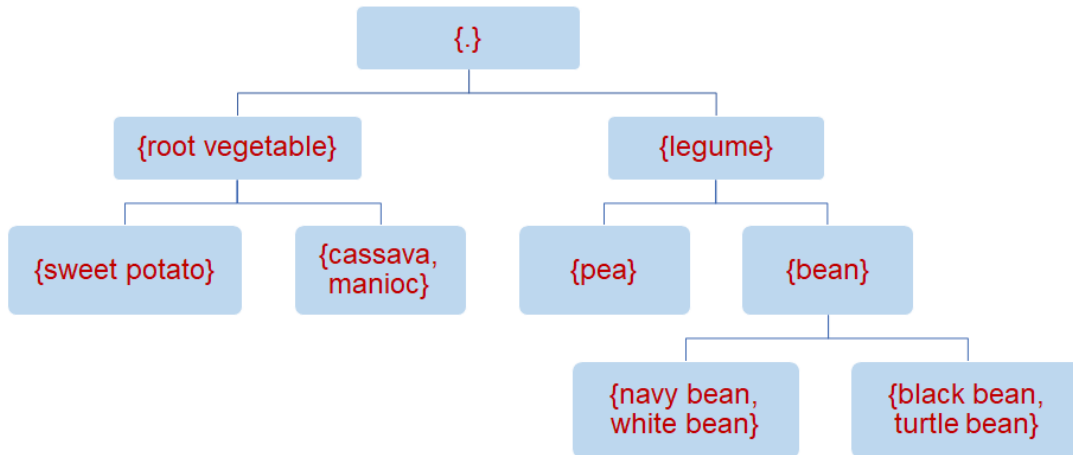 {.}
{root vegetable}
{legume}
{sweet potato}
{cassava,
manioc}
{pea}
{bean}
{navy bean,
white bean}
{black bean,
turtle bean}